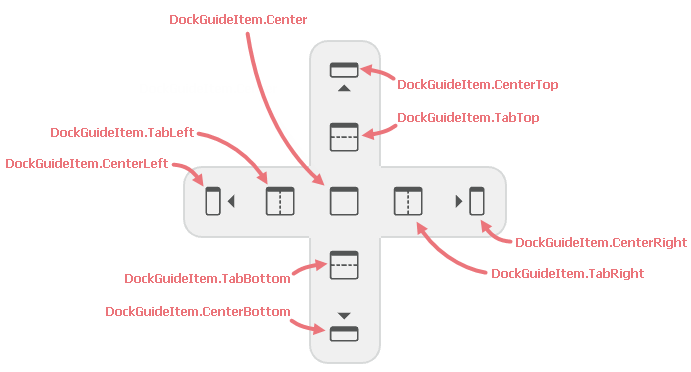 DockGuideItem.Center
DockGuideItem.CenterTop
DockGuideItem.TabTop
DockGuideItem.TabLeft
DockGuideItem.CenterLeft
DockGuideItem.CenterRight
DockGuideItem.TabRight
DockGuideItem.TabBottom
DockGuideItem.CenterBottom